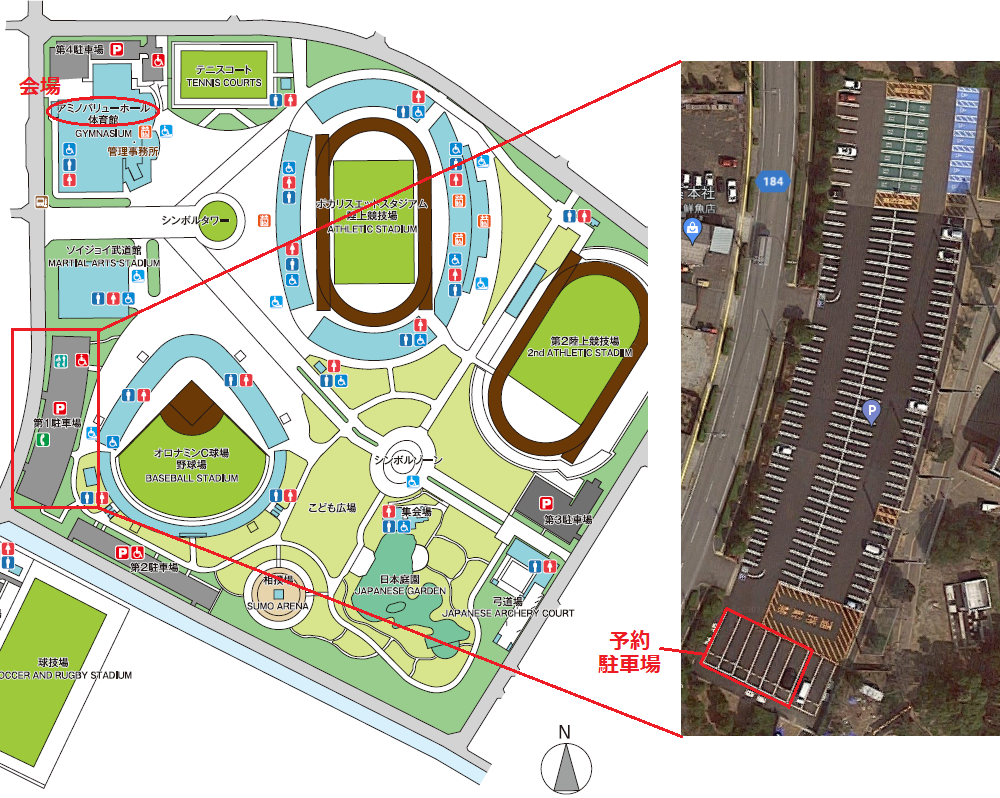 第4駐車場 P
テニスコート
TENNIS COURTS
会場
アミノバリューホール
体育館
GYMNASIUM
管理事務所
シンボルタワー
ポカリスエットスタジアム
陸上競技場
ATHLETIC STADIUM
ソイジョイ武道館
MARTIAL ARTS STADIUM
第2陸上競技場
2nd ATHLETIC STADIUM
P
第1駐車場
オロナミンC球場
野球場
BASEBALL STADIUM
シンボルゾーン
こども広場
集会場
P
第3駐車場
P
第2駐車場
相撲場
SUMO ARENA
日本庭園
JAPANESE GARDEN
弓道場
JAPANESE ARCHERY COURT
球技場
OCCER AND RUGBY STADIUM
N
184
本社
鮮魚店
P
予約
駐車場